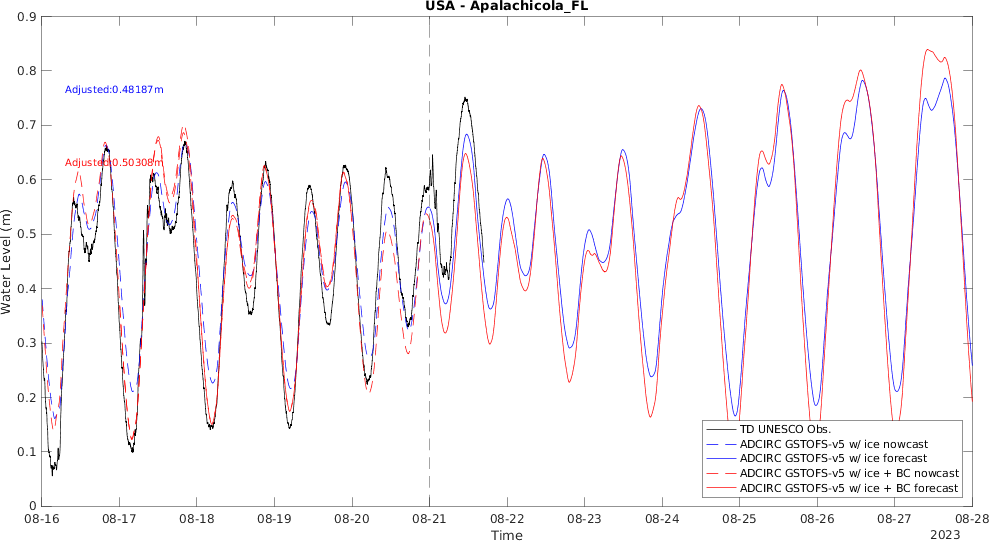 USA - Apalachicola_FL
0.9
0.8
0.7
0.6
0.5
0.4
0.3
0.2
0.1
0
Water Level (m)
Adjusted:0.48187m
Adjusted:0.50308m
TD UNESCO Obs.
ADCIRC GSTOFS-v5 w/ ice nowcast
ADCIRC GSTOFS-v5 w/ ice forecast
ADCIRC GSTOFS-v5 w/ ice + BC nowcast
ADCIRC GSTOFS-v5 w/ ice + BC forecast
08-16 08-17 08-18 08-19 08-20 08-21 08-22 08-23 08-24 08-25 08-26 08-27 08-28
Time
2023